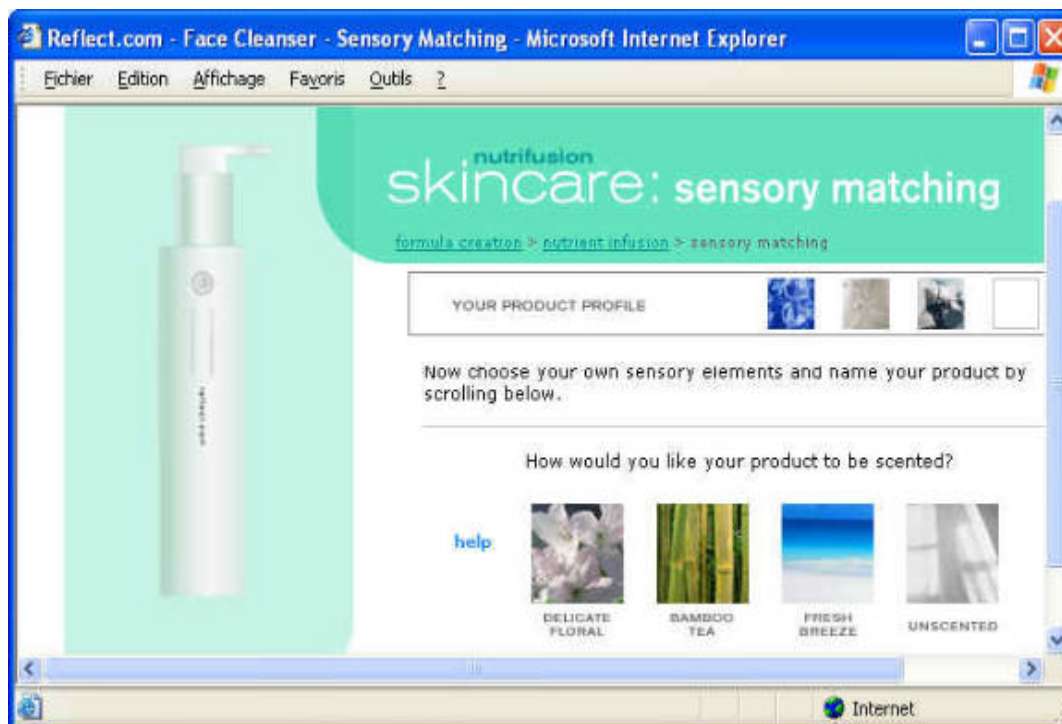 Reflect.com - Face Cleanser - Sensory Matching - Microsoft Internet Explorer
Fichier Edition Affichage Favoris Outils ?
nutrifusion
skincare: sensory matching
formula creation > nutrient infusion > sensory matching
YOUR PRODUCT PROFILE
Now choose your own sensory elements and name your product by
scrolling below.
How would you like your product to be scented?
help
DELICATE
FLORAL
BAMBOO
TEA
FRESH
BREEZE
UNSCENTED
reflect.com
Internet